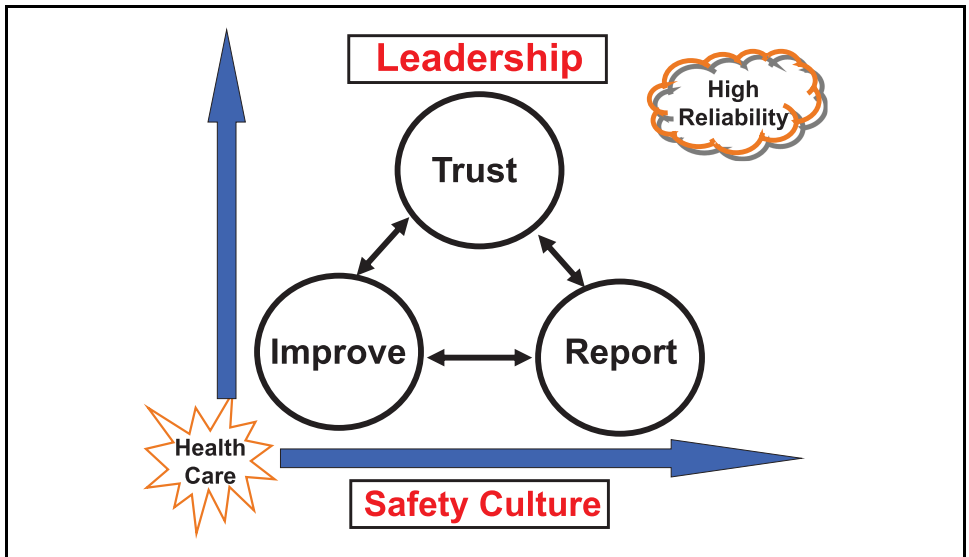 Leadership
High
Reliability
Trust
Improve
Report
Health
Care
Safety Culture